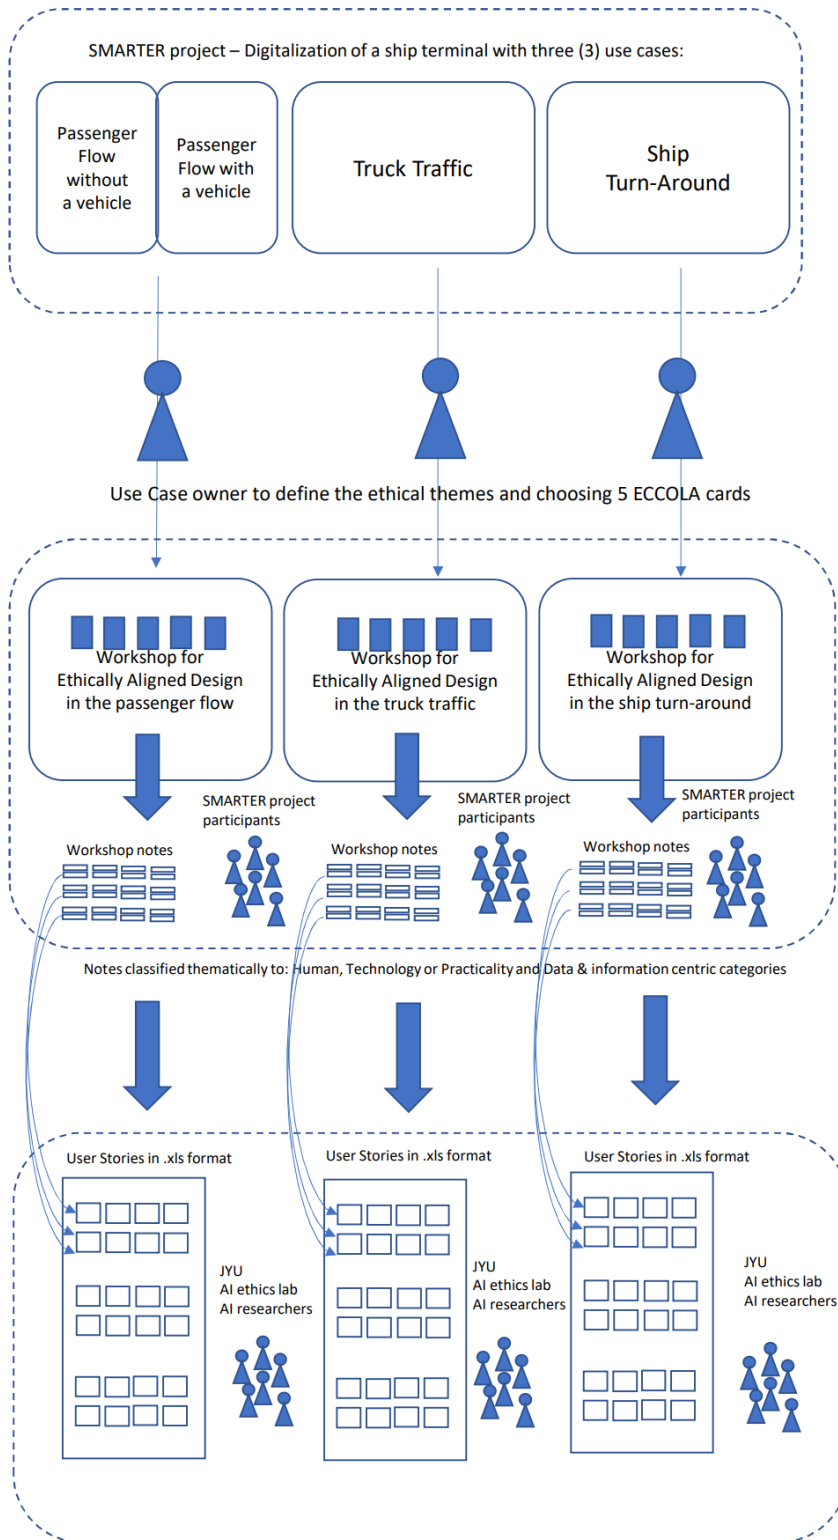 SMARTER project – Digitalization of a ship terminal with three (3) use cases:
Passenger
Flow
without
a vehicle
Passenger
Flow with
a vehicle
Truck Traffic
Ship
Turn-Around
Use Case owner to define the ethical themes and choosing 5 ECCOLA cards
Workshop for
Ethically Aligned Design
in the passenger flow
Workshop for
Ethically Aligned Design
in the truck traffic
Workshop for
Ethically Aligned Design
in the ship turn-around
SMARTER project
participants
SMARTER project
participants
SMARTER project
participants
Workshop notes
Workshop notes
Workshop notes
Notes classified thematically to: Human, Technology or Practicality and Data & information centric categories
User Stories in .xls format
User Stories in .xls format
User Stories in .xls format
JYU
AI ethics lab
AI researchers
JYU
AI ethics lab
AI researchers
JYU
AI ethics lab
AI researchers